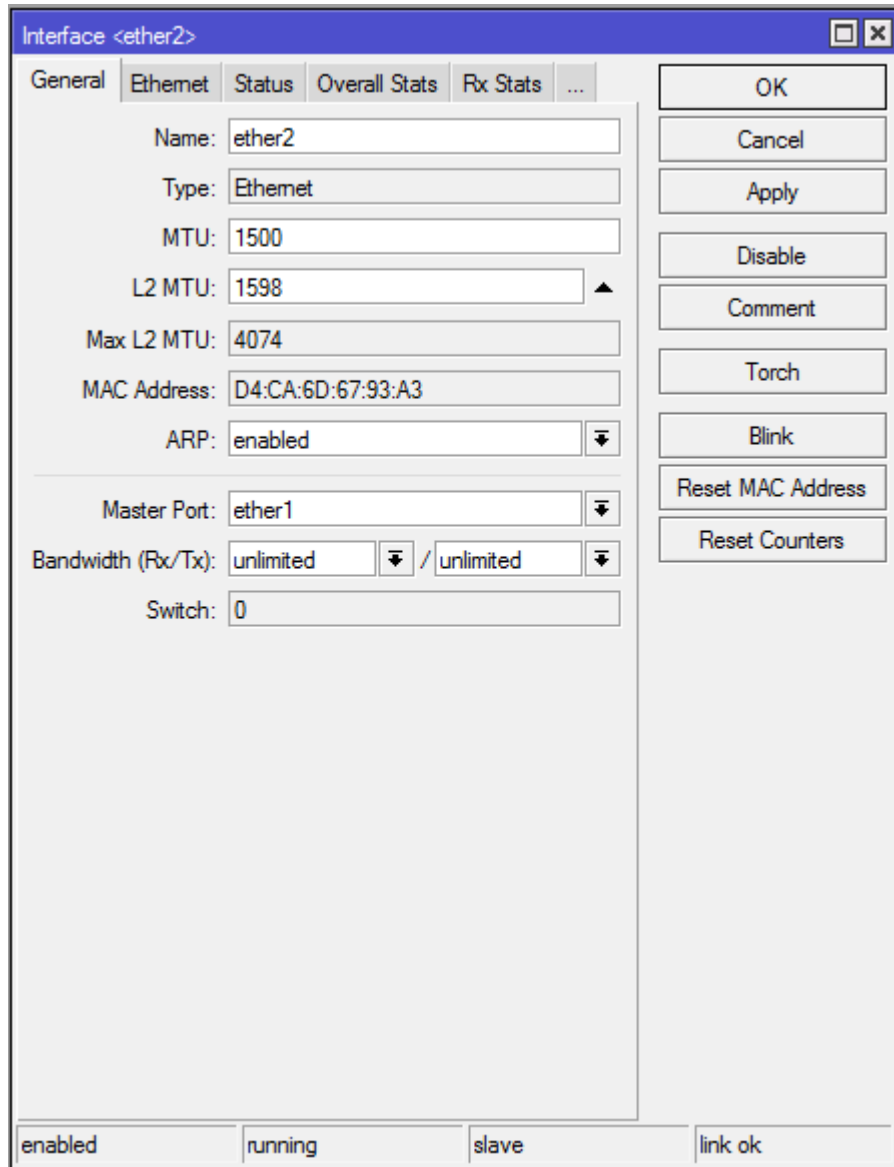 Interface <ether2>
General Ethernet Status Overall Stats Rx Stats ...
Name: ether2
Type: Ethernet
MTU: 1500
L2 MTU: 1598
Max L2 MTU: 4074
MAC Address: D4:CA:6D:67:93:A3
ARP: enabled
Master Port: ether1
Bandwidth (Rx/Tx): unlimited / unlimited
Switch: 0
OK
Cancel
Apply
Disable
Comment
Torch
Blink
Reset MAC Address
Reset Counters
enabled running slave link ok